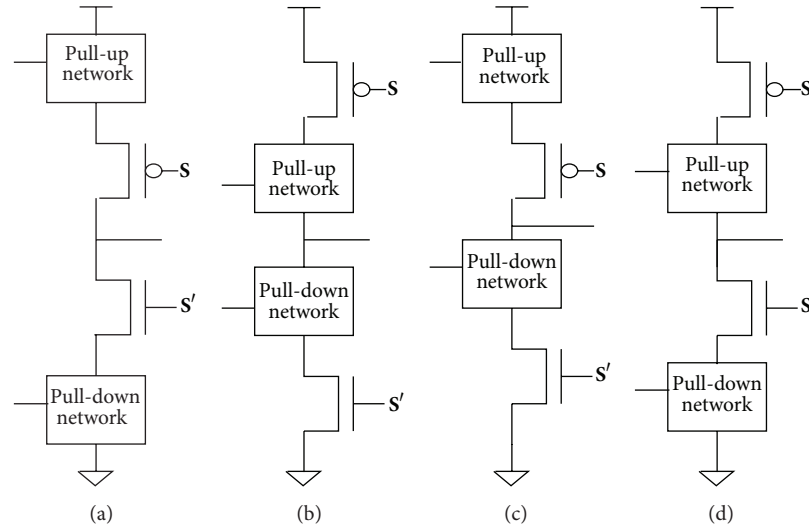 Pull-up
network
S
S′
Pull-down
network
(a)
S
Pull-up
network
Pull-down
network
S′
(b)
Pull-up
network
S
Pull-down
network
S′
(c)
S
Pull-up
network
S
Pull-down
network
(d)